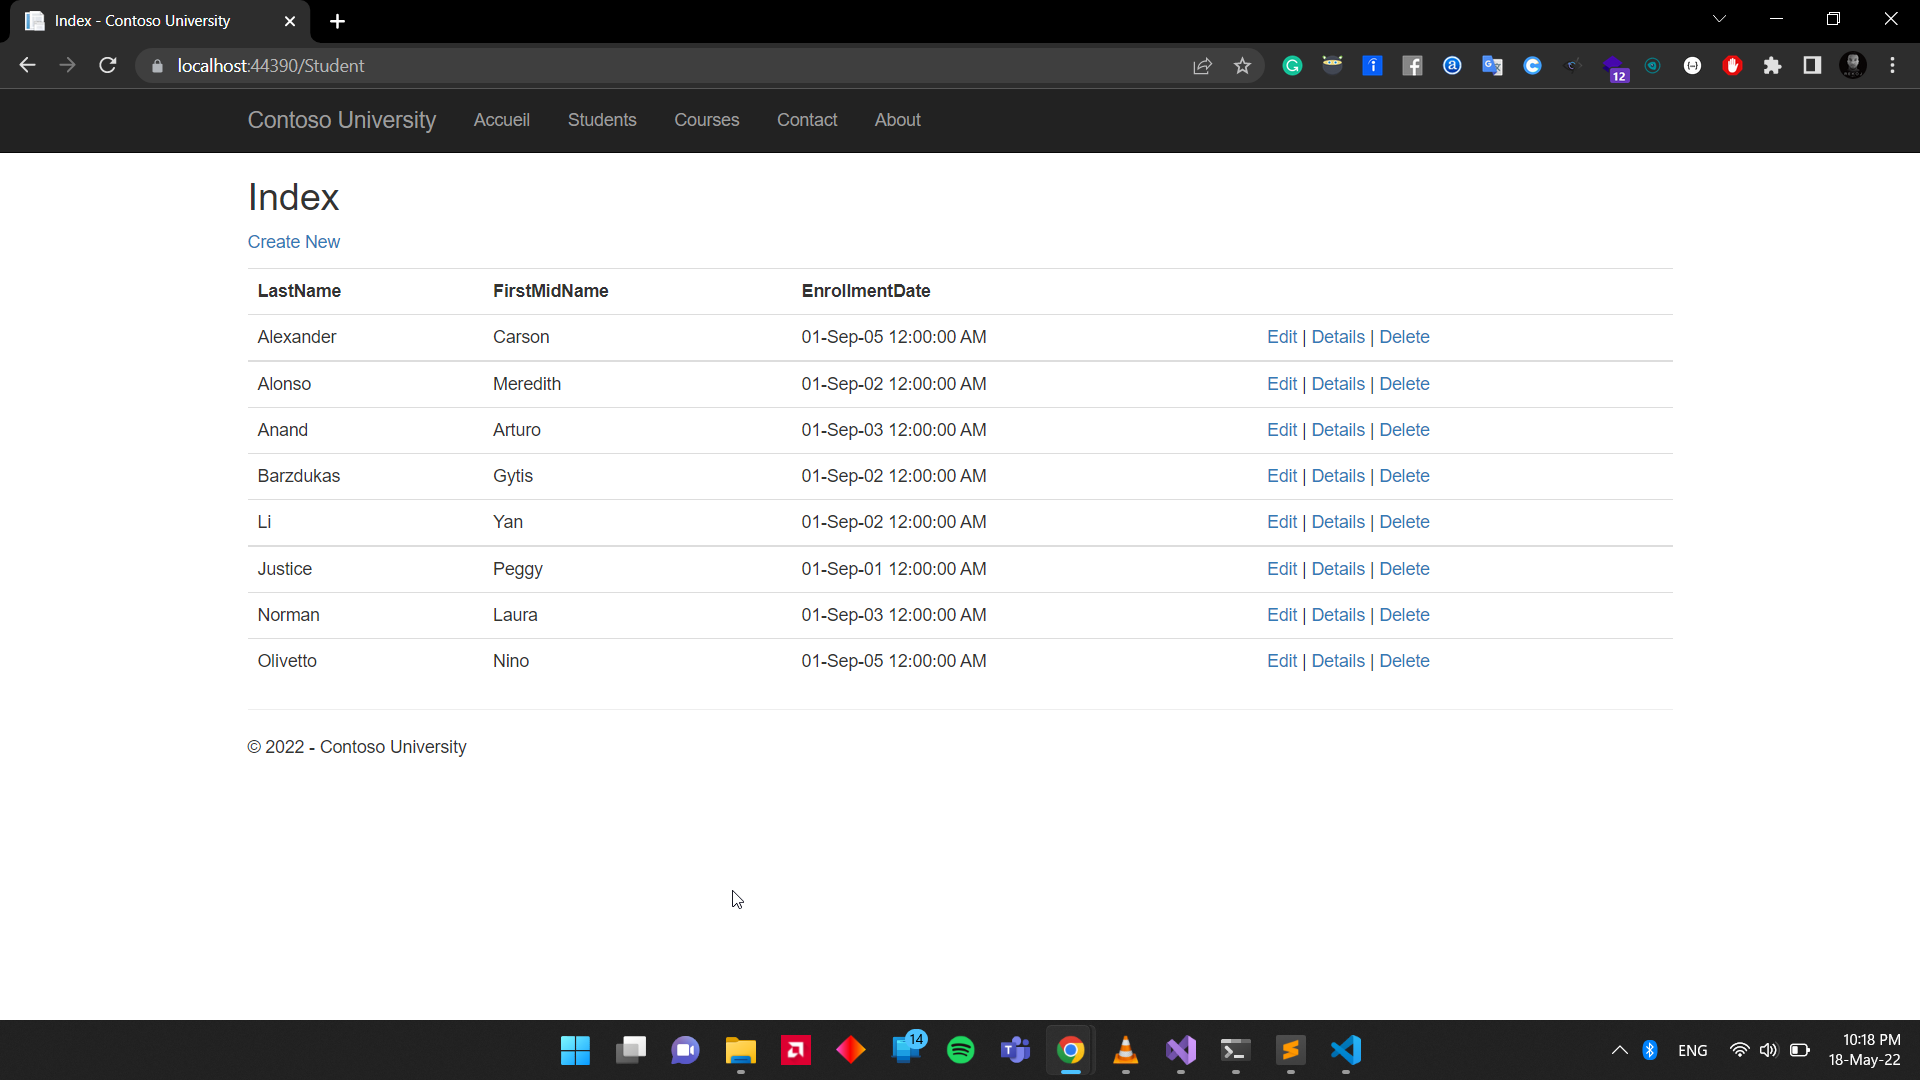 Index - Contoso University
localhost:44390/Student
12
Contoso University Accueil Students Courses Contact About
Index
Create New
LastName FirstMidName EnrollmentDate
Alexander Carson 01-Sep-05 12:00:00 AM Edit | Details | Delete
Alonso Meredith 01-Sep-02 12:00:00 AM Edit | Details | Delete
Anand Arturo 01-Sep-03 12:00:00 AM Edit | Details | Delete
Barzdukas Gytis 01-Sep-02 12:00:00 AM Edit | Details | Delete
Li Yan 01-Sep-02 12:00:00 AM Edit | Details | Delete
Justice Peggy 01-Sep-01 12:00:00 AM Edit | Details | Delete
Norman Laura 01-Sep-03 12:00:00 AM Edit | Details | Delete
Olivetto Nino 01-Sep-05 12:00:00 AM Edit | Details | Delete
© 2022 - Contoso University
14
ENG
10:18 PM
18-May-22